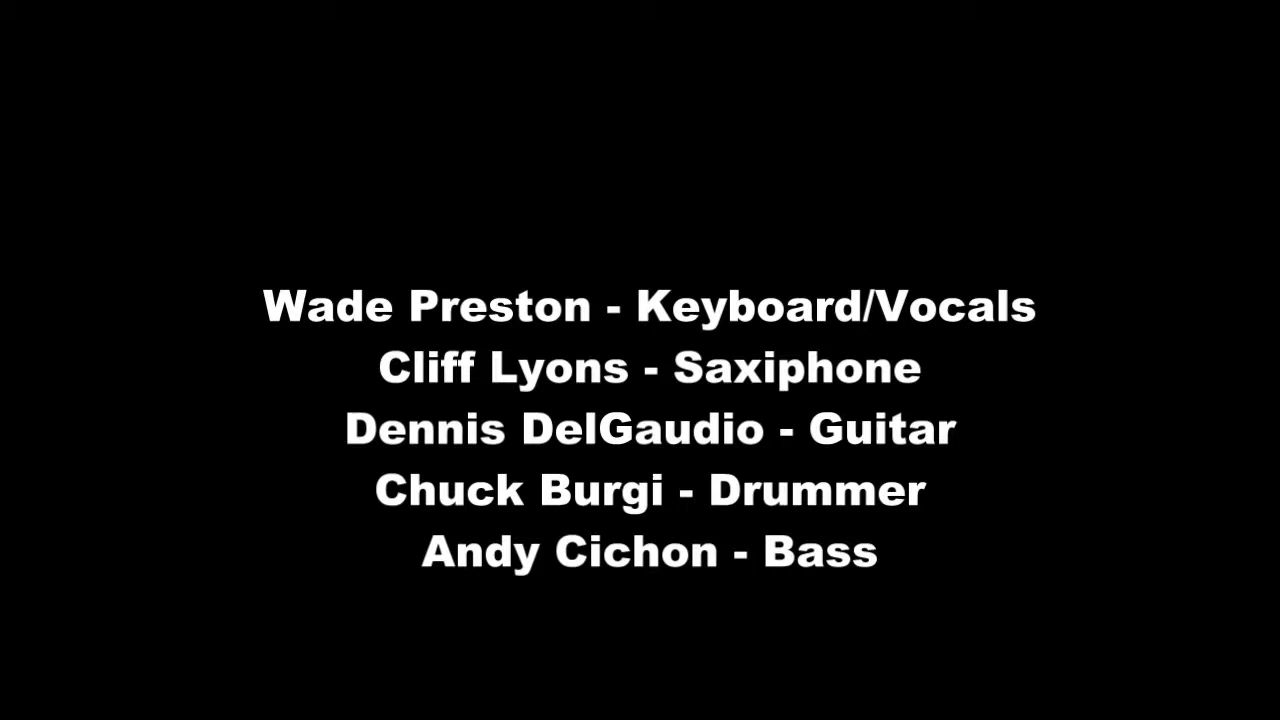 Wade Preston - Keyboard/Vocals
Cliff Lyons - Saxiphone
Dennis DelGaudio - Guitar
Chuck Burgi - Drummer
Andy Cichon - Bass